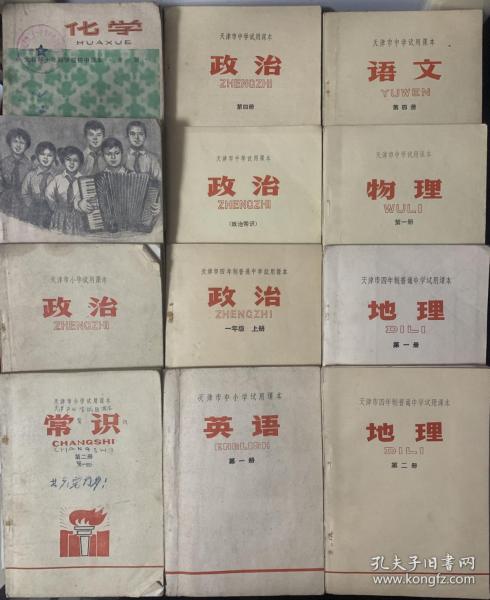 化学
HUAXUE
天津市中学试用课本
政治
ZHENGZHI
第四册
天津市中学试用课本
语文
YUWEN
第四册
天津市中学试用课本
政治
ZHENGZHI
(政治常识)
天津市中学试用课本
物理
WULI
第一册
天津市小学试用课本
政治
ZHENGZHI
天津市四年制普通中学试用课本
政治
ZHENGZHI
一年级 上册
天津市四年制普通中学试用课本
地理
DILI
第一册
天津市小学试用课本
常识
CHANGSHI
CHANGSHI
第二册
第一册
天津市中小学试用课本
英语
ENGLISH
第一册
天津市四年制普通中学试用课本
地理
DILI
第二册
孔夫子旧书网
kongfz.com